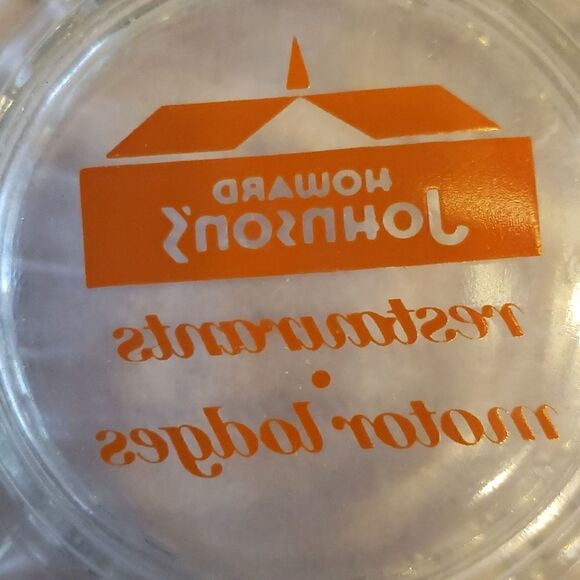 HOWARD
JOHNSON'S
restaurants
•
motor lodges